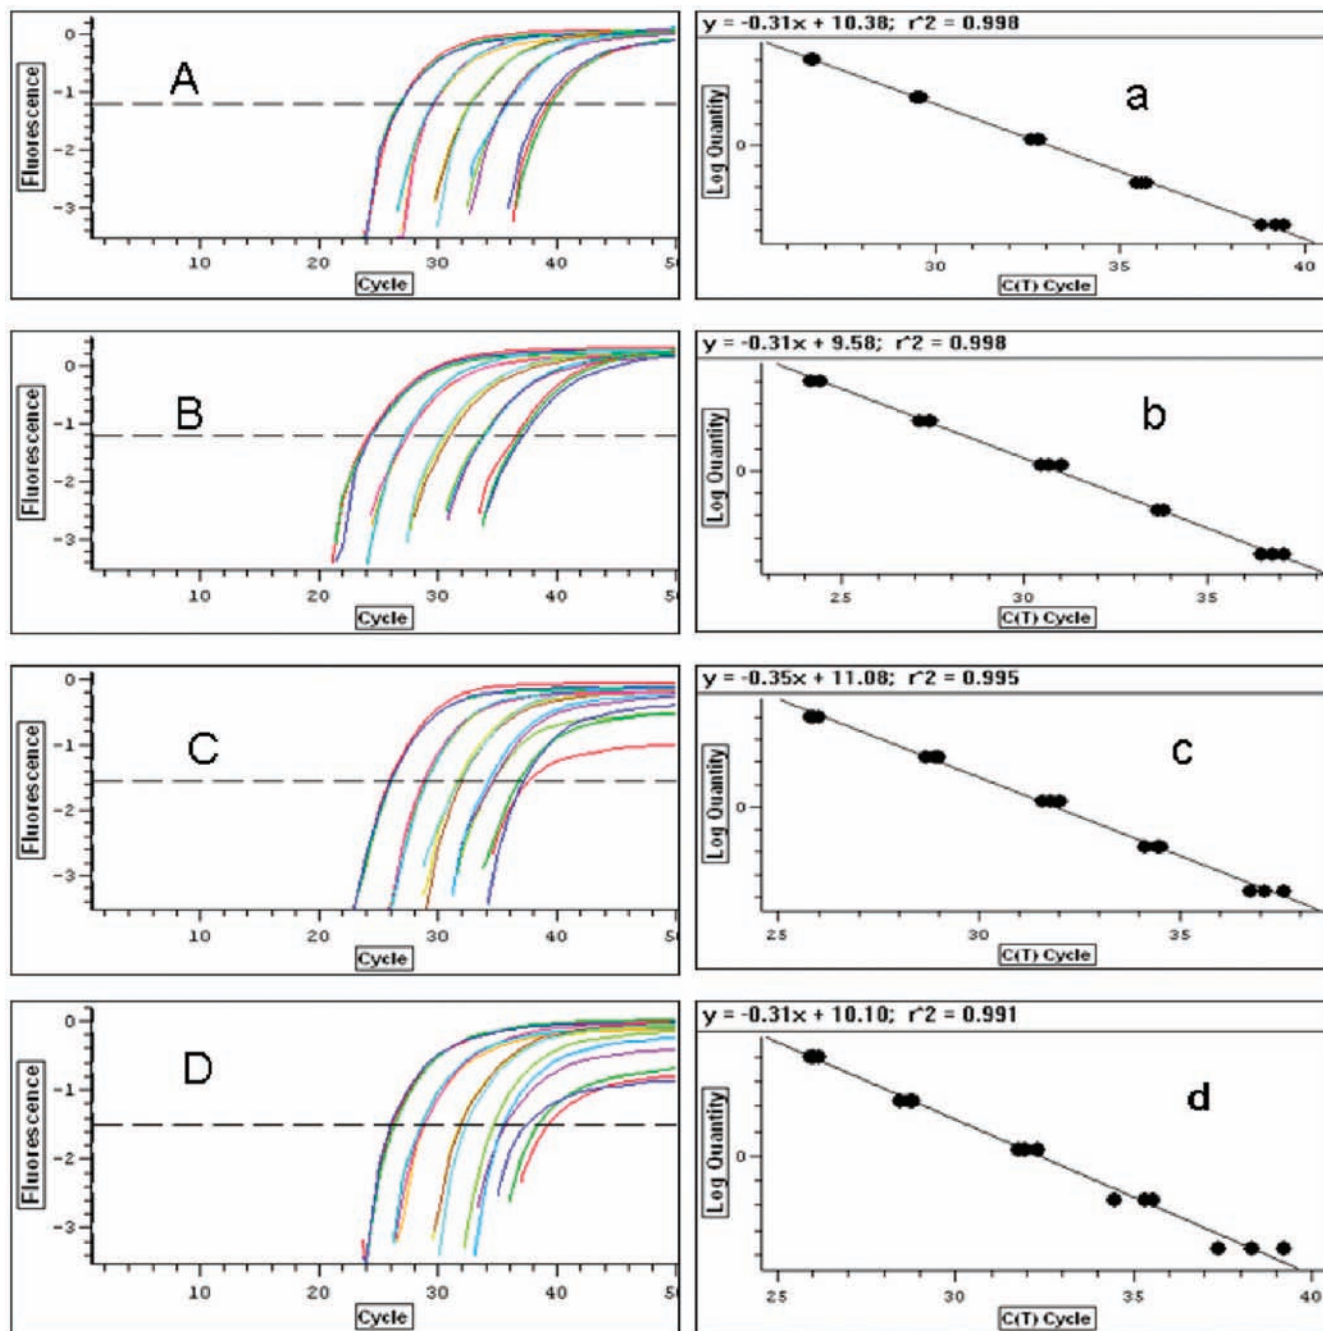 y = -0.31x + 10.38; r^2 = 0.998
0
-1
-2
-3
Fluorescence
A
10 20 30 40 5
Cycle
a
Log Quantity
0
30 35 40
C(T) Cycle
y = -0.31x + 9.58; r^2 = 0.998
0
-1
-2
-3
Fluorescence
B
10 20 30 40 50
Cycle
b
Log Quantity
0
25 30 35
C(T) Cycle
y = -0.35x + 11.08; r^2 = 0.995
0
-1
-2
-3
Fluorescence
C
10 20 30 40 5
Cycle
c
Log Quantity
0
25 30 35
C(T) Cycle
y = -0.31x + 10.10; r^2 = 0.991
0
-1
-2
-3
Fluorescence
D
10 20 30 40 50
Cycle
d
Log Quantity
0
25 30 35 40
C(T) Cycle